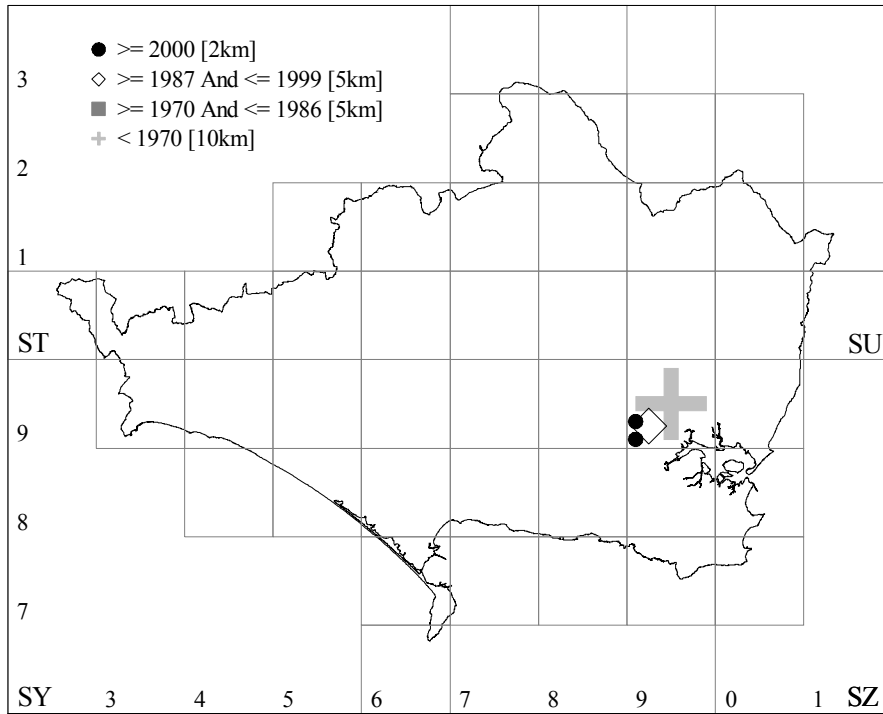 >= 2000 [2km]
>= 1987 And <= 1999 [5km]
>= 1970 And <= 1986 [5km]
< 1970 [10km]
3
2
1
ST SU
9
8
7
SY 3 4 5 6 7 8 9 0 1 SZ